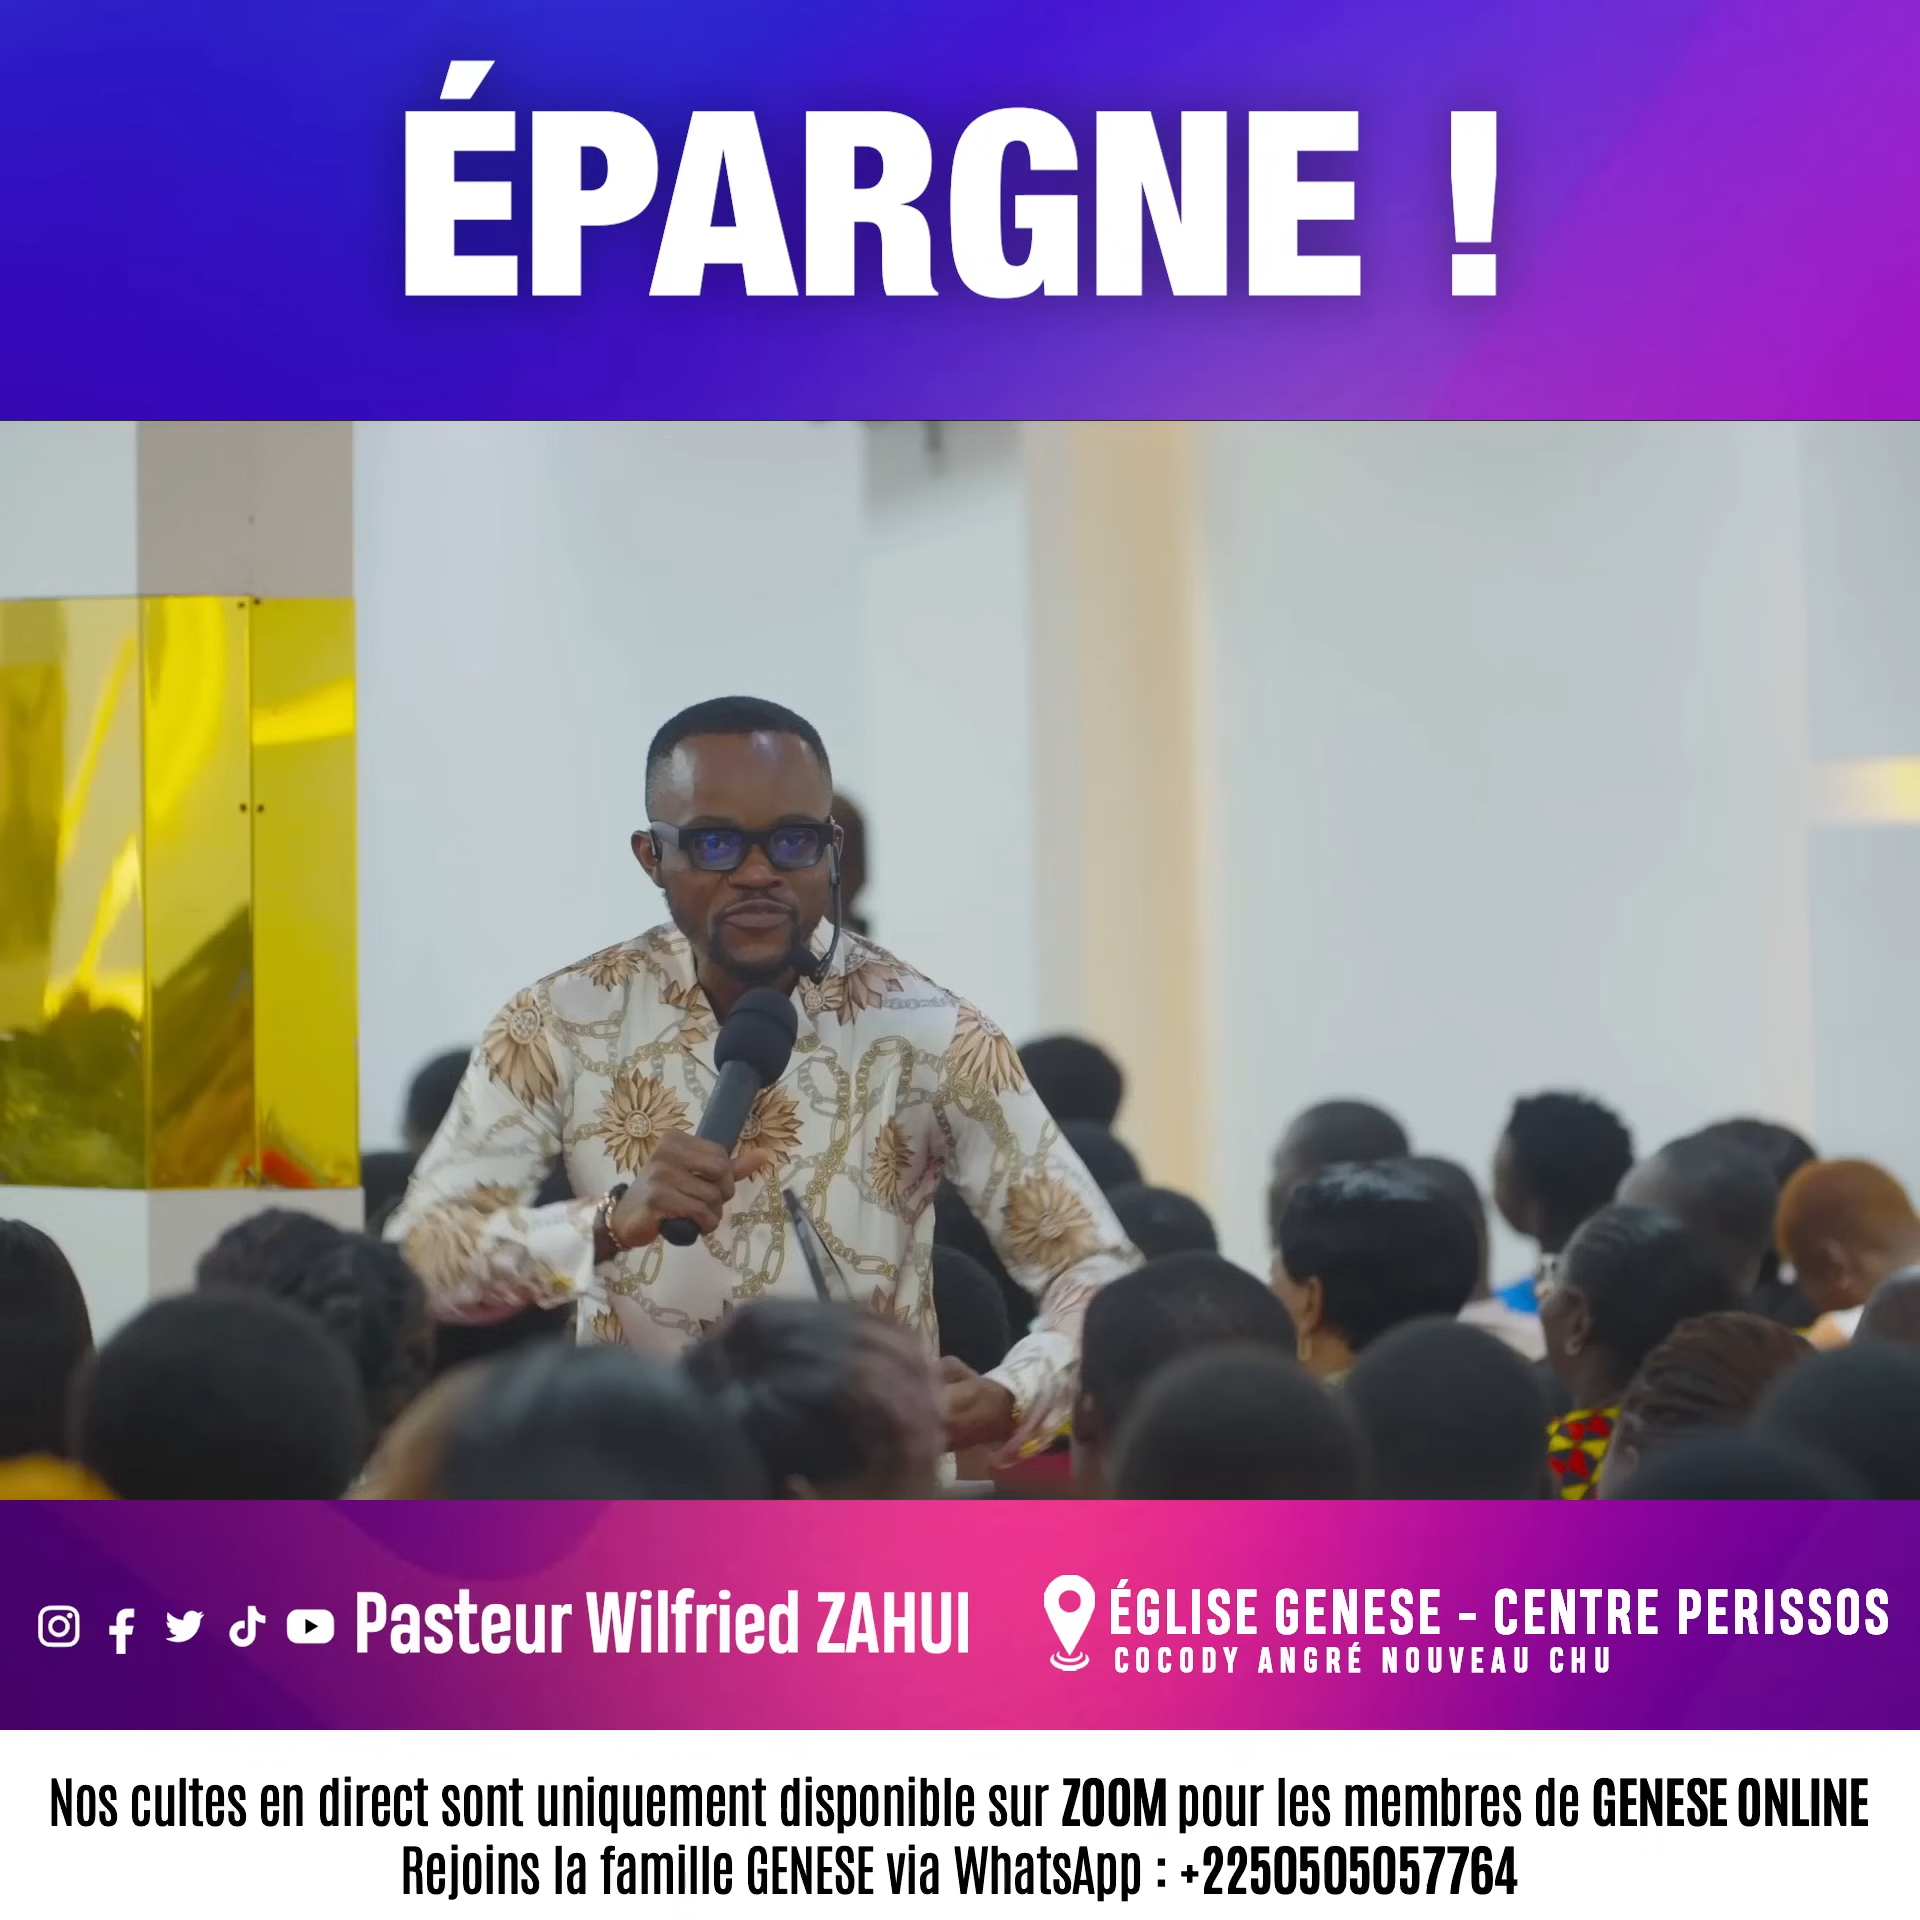 ÉPARGNE !
Pasteur Wilfried ZAHUI
ÉGLISE GENESE - CENTRE PERISSOS
COCODY ANGRÉ NOUVEAU CHU
Nos cultes en direct sont uniquement disponible sur ZOOM pour les membres de GENESE ONLINE
Rejoins la famille GENESE via WhatsApp : +2250505057764